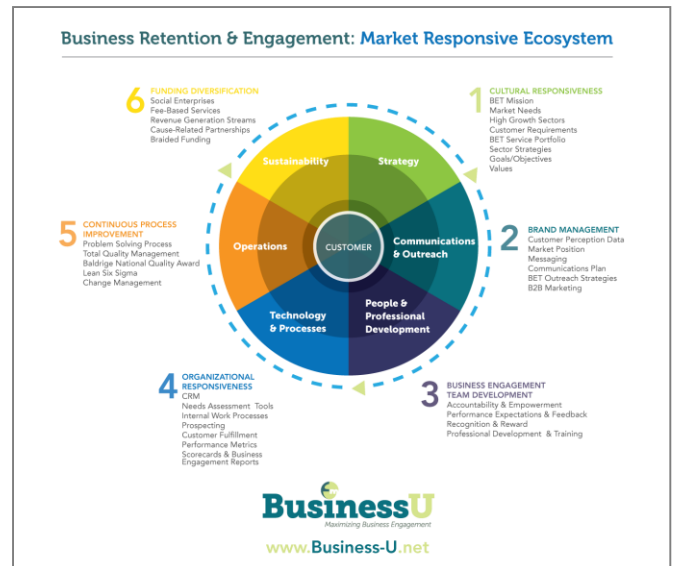 Business Retention & Engagement: Market Responsive Ecosystem
6
FUNDING DIVERSIFICATION
Social Enterprises
Fee-Based Services
Revenue Generation Streams
Cause-Related Partnerships
Braided Funding
1
CULTURAL RESPONSIVENESS
BET Mission
Market Needs
High Growth Sectors
Customer Requirements
BET Service Portfolio
Sector Strategies
Goals/Objectives
Values
Sustainability
Strategy
5
CONTINUOUS PROCESS
IMPROVEMENT
Problem Solving Process
Total Quality Management
Baldrige National Quality Award
Lean Six Sigma
Change Management
Operations
CUSTOMER
Communications
& Outreach
2
BRAND MANAGEMENT
Customer Perception Data
Market Position
Messaging
Communications Plan
BET Outreach Strategies
B2B Marketing
Technology
& Processes
People &
Professional
Development
4
ORGANIZATIONAL
RESPONSIVENESS
CRM
Needs Assessment Tools
Internal Work Processes
Prospecting
Customer Fulfillment
Performance Metrics
Scorecards & Business
Engagement Reports
3
BUSINESS ENGAGEMENT
TEAM DEVELOPMENT
Accountability & Empowerment
Performance Expectations & Feedback
Recognition & Reward
Professional Development & Training
BusinessU
Maximizing Business Engagement
www.Business-U.net